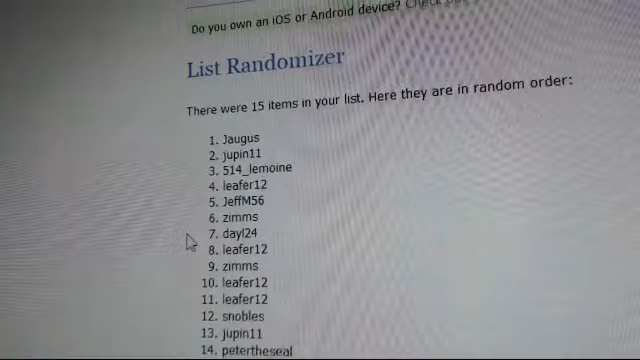 Do you own an iOS or Android device? Check out
List Randomizer
There were 15 items in your list. Here they are in random order:
1. Jaugus
2. jupin11
3. 514_lemoine
4. leafer12
5. JeffM56
6. zimms
7. dayl24
8. leafer12
9. zimms
10. leafer12
11. leafer12
12. snobles
13. jupin11
14. petertheseal